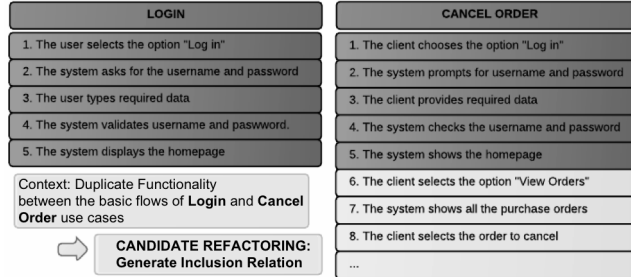 LOGIN
1. The user selects the option "Log in"
2. The system asks for the username and password
3. The user types required data
4. The system validates username and paswword.
5. The system displays the homepage
Context: Duplicate Functionality
between the basic flows of Login and Cancel
Order use cases
CANDIDATE REFACTORING:
Generate Inclusion Relation
CANCEL ORDER
1. The client chooses the option "Log in"
2. The system prompts for username and password
3. The client provides required data
4. The system checks the username and password
5. The system shows the homepage
6. The client selects the option "View Orders"
7. The system shows all the purchase orders
8. The client selects the order to cancel
...